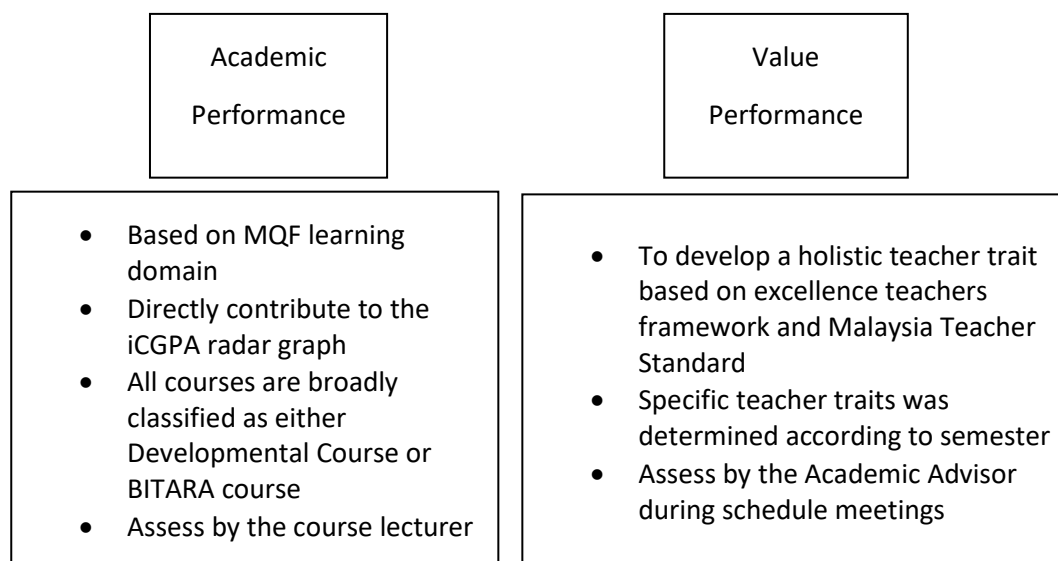 Academic
Performance
• Based on MQF learning
domain
• Directly contribute to the
iCGPA radar graph
• All courses are broadly
classified as either
Developmental Course or
BITARA course
• Assess by the course lecturer
Value
Performance
• To develop a holistic teacher trait
based on excellence teachers
framework and Malaysia Teacher
Standard
• Specific teacher traits was
determined according to semester
• Assess by the Academic Advisor
during schedule meetings